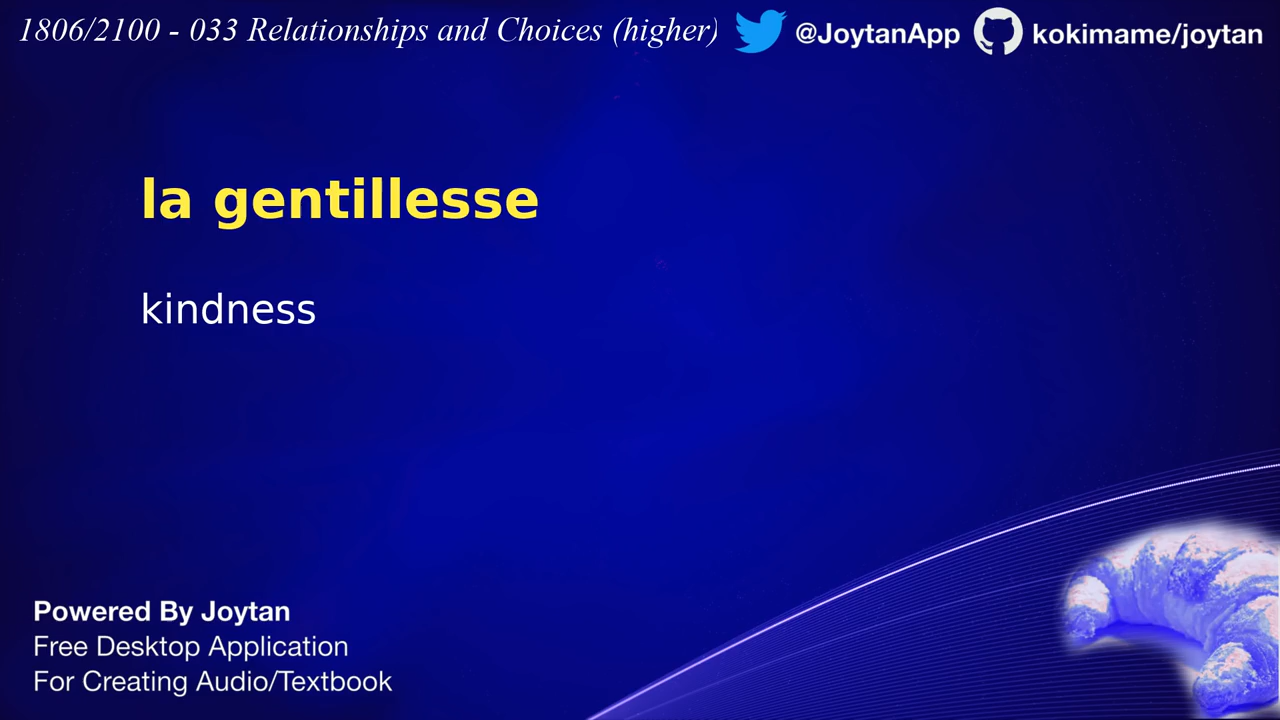 1806/2100 - 033 Relationships and Choices (higher)
@JoytanApp
kokimame/joytan
la gentillesse
kindness
Powered By Joytan
Free Desktop Application
For Creating Audio/Textbook